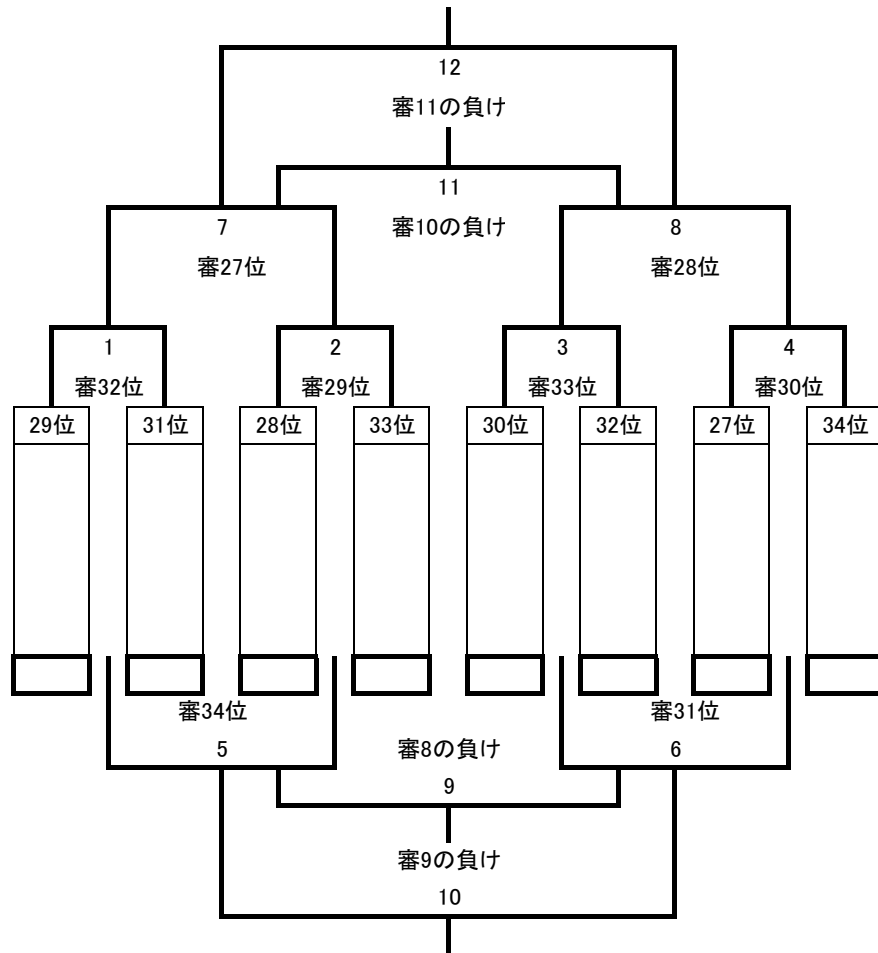 12
審11の負け
11
7 審10の負け 8
審27位 審28位
1 2 3 4
審32位 審29位 審33位 審30位
29位 31位 28位 33位 30位 32位 27位 34位
審34位 審31位
5 審8の負け 6
9
審9の負け
10